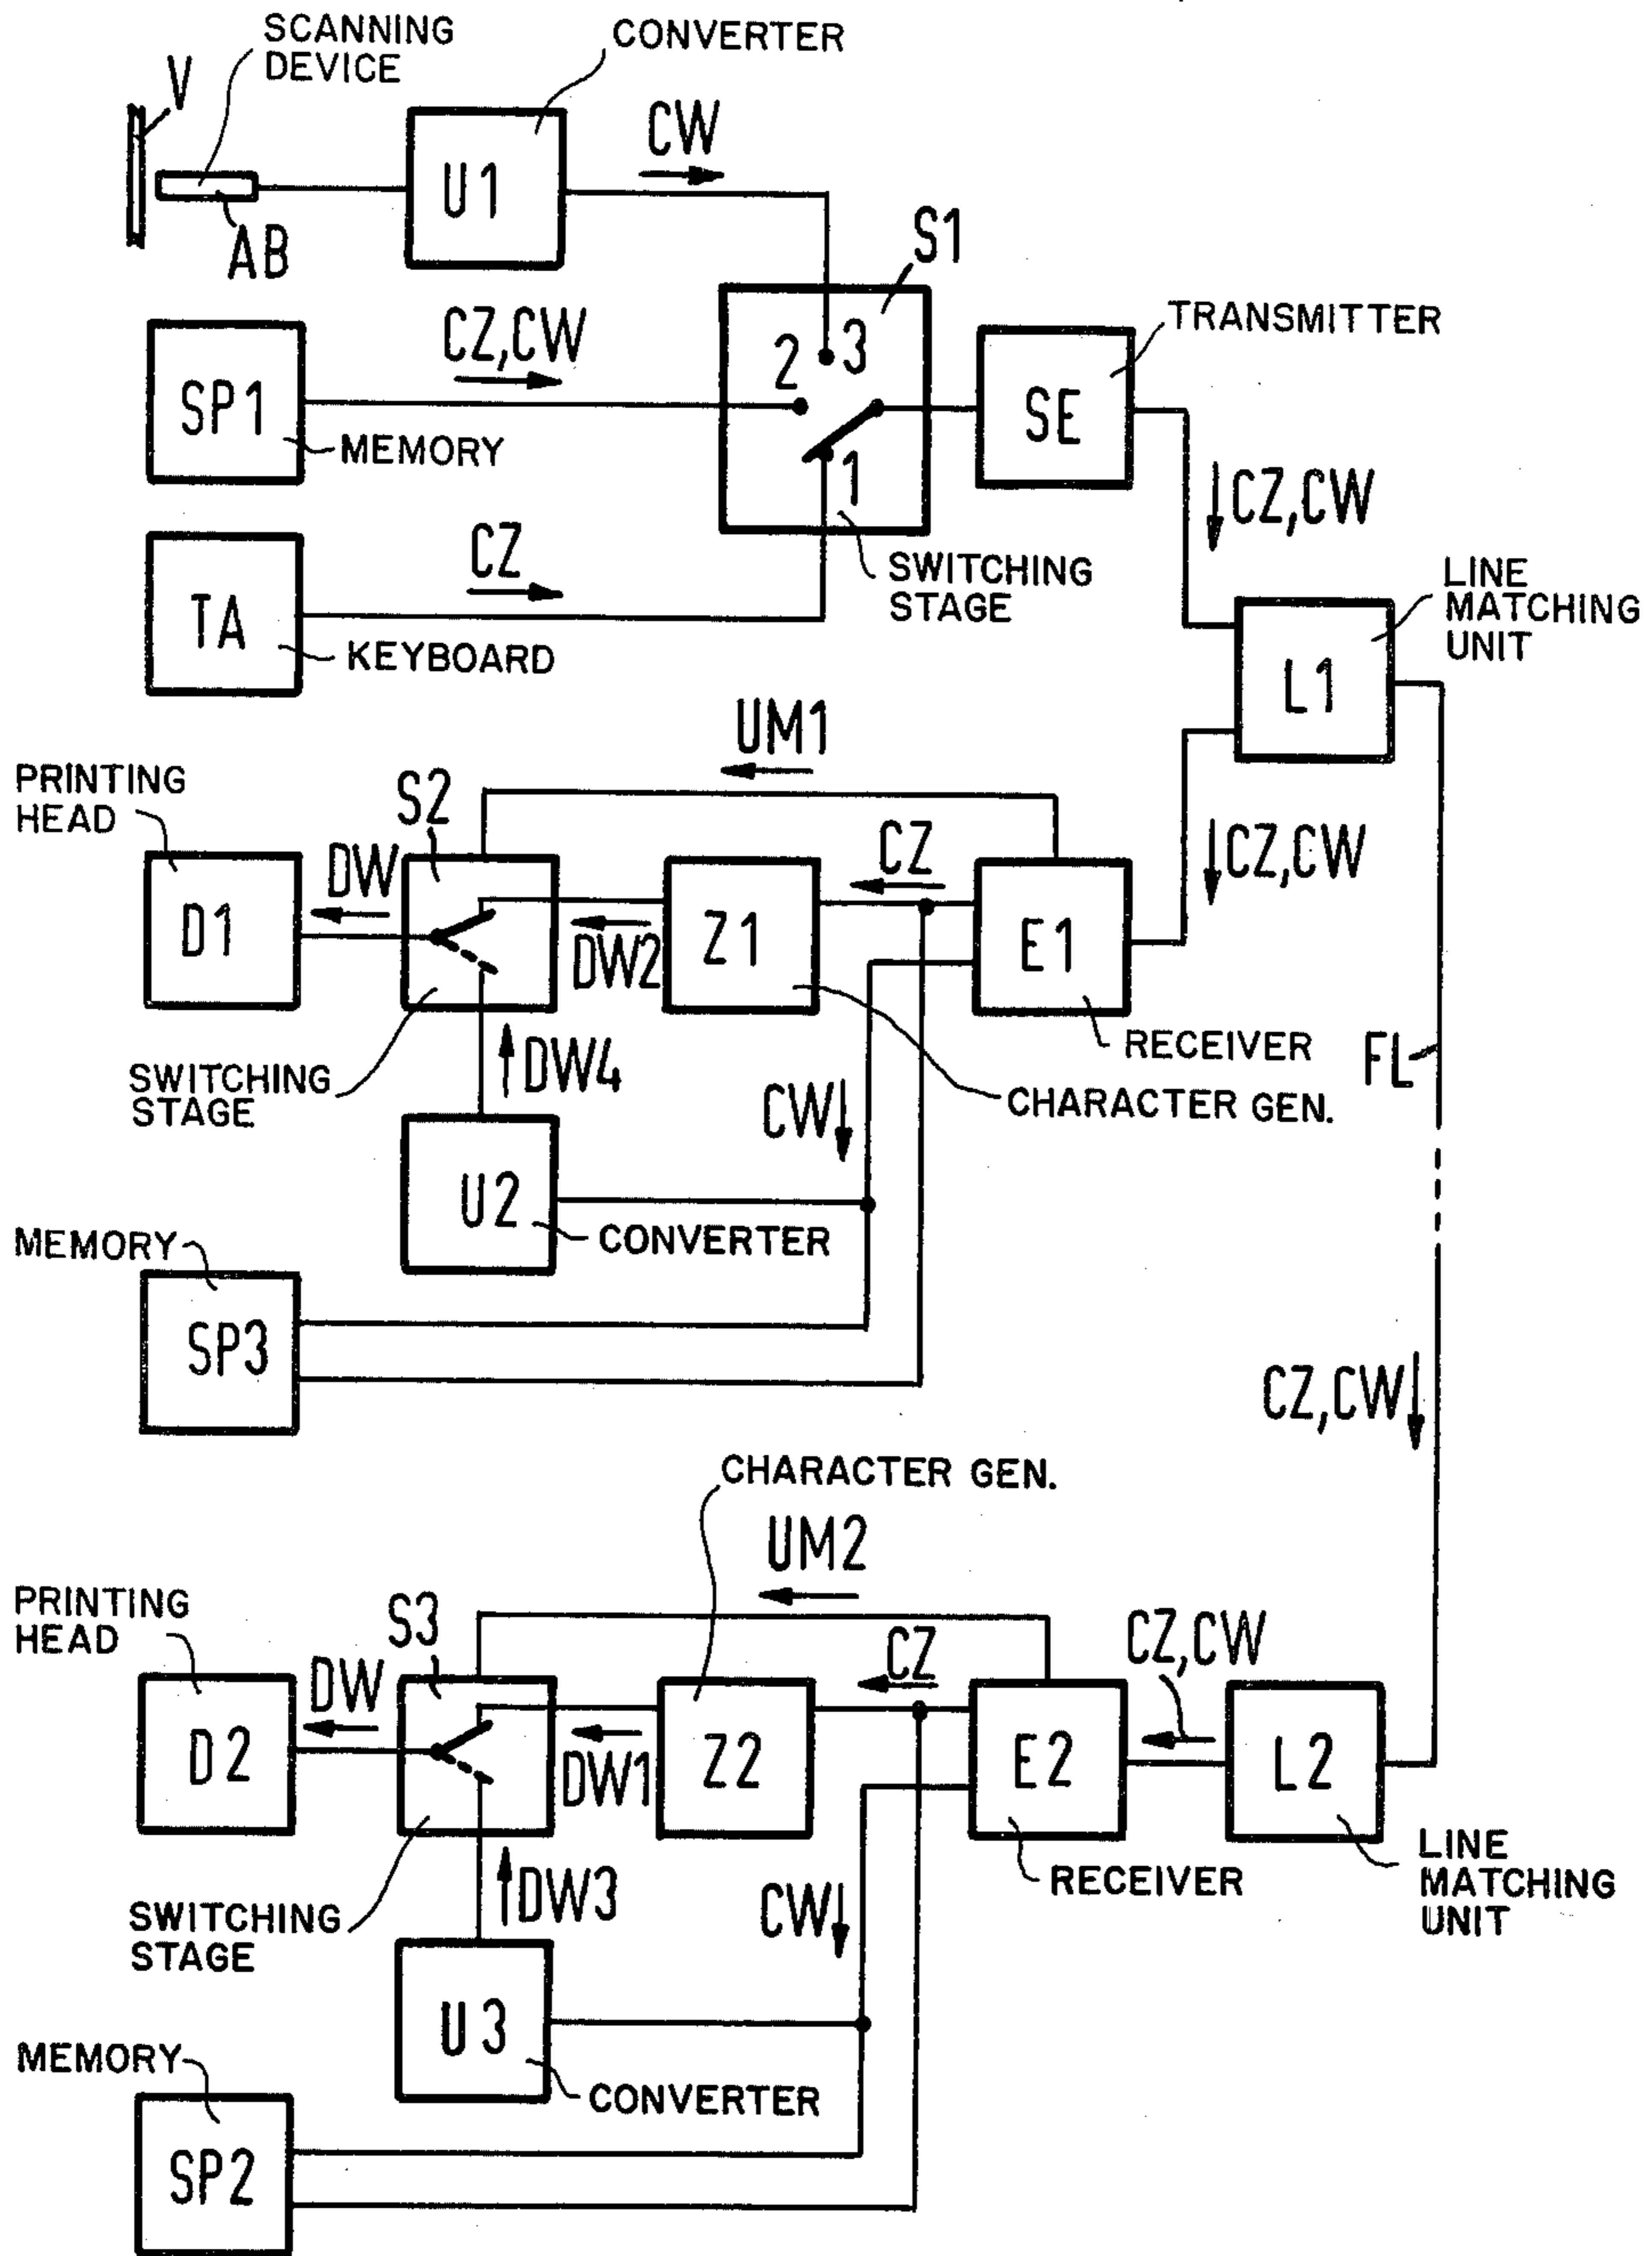 SCANNING
DEVICE
CONVERTER
V
U1
CW
AB
S1
CZ,CW
TRANSMITTER
SP1
MEMORY
2
3
1
SE
CZ,CW
CZ
SWITCHING
STAGE
LINE
MATCHING
UNIT
TA
KEYBOARD
L1
UM1
PRINTING
HEAD
S2
DW
CZ
CZ,CW
D1
DW2
Z1
E1
RECEIVER
FL
SWITCHING
STAGE
DW4
CW
CHARACTER GEN.
U2
CONVERTER
MEMORY
SP3
CZ,CW
CHARACTER GEN.
UM2
PRINTING
HEAD
S3
DW
CZ
CZ,CW
D2
DW1
Z2
E2
L2
LINE
MATCHING
UNIT
RECEIVER
DW3
CW
SWITCHING
STAGE
U3
CONVERTER
MEMORY
SP2